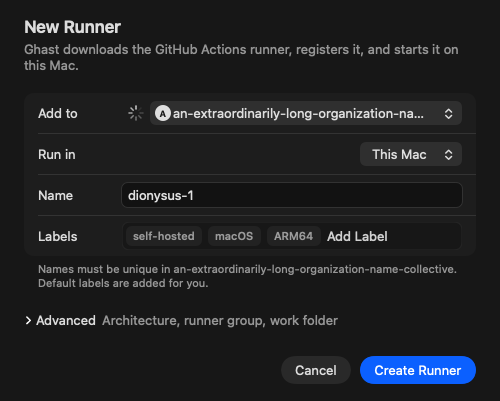 New Runner
Ghast downloads the GitHub Actions runner, registers it, and starts it on
this Mac.
Add to A an-extraordinarily-long-organization-na...
Run in This Mac
Name dionysus-1
Labels self-hosted macOS ARM64 Add Label
Names must be unique in an-extraordinarily-long-organization-name-collective.
Default labels are added for you.
Advanced Architecture, runner group, work folder
Cancel Create Runner